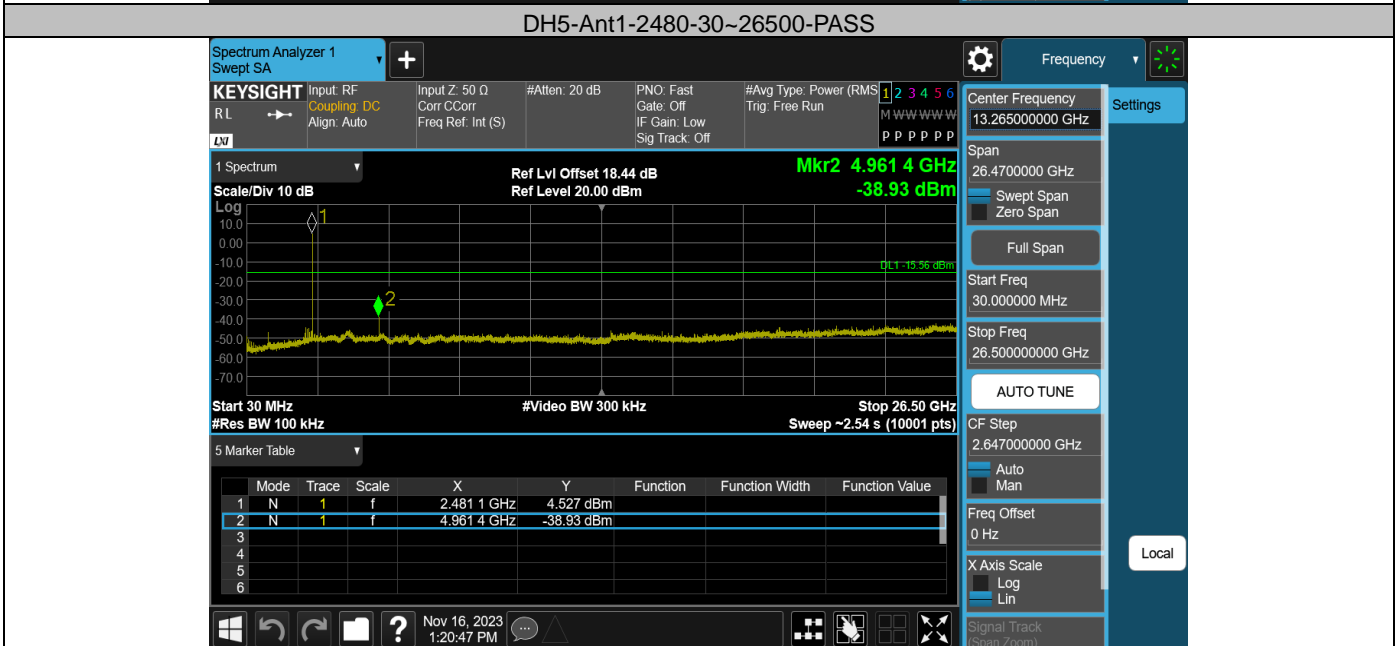 DH5-Ant1-2480-30~26500-PASS
Spectrum Analyzer 1
Swept SA
Frequency
KEYSIGHT
RL
LXI
Input: RF
Coupling: DC
Align: Auto
Input Z: 50 Ω
Corr CCorr
Freq Ref: Int (S)
#Atten: 20 dB
PNO: Fast
Gate: Off
IF Gain: Low
Sig Track: Off
#Avg Type: Power (RMS
Trig: Free Run
1 2 3 4 5 6
M W W W W W
P P P P P P
Center Frequency
13.265000000 GHz
Settings
1 Spectrum
Scale/Div 10 dB
Ref Lvl Offset 18.44 dB
Ref Level 20.00 dBm
Mkr2 4.961 4 GHz
-38.93 dBm
Span
26.4700000 GHz
Swept Span
Zero Span
Full Span
Log
10.0
0.00
-10.0
-20.0
-30.0
-40.0
-50.0
-60.0
-70.0
1
2
DL1 -15.56 dBm
Start Freq
30.000000 MHz
Stop Freq
26.500000000 GHz
AUTO TUNE
Start 30 MHz
#Res BW 100 kHz
#Video BW 300 kHz
Stop 26.50 GHz
Sweep ~2.54 s (10001 pts)
CF Step
2.647000000 GHz
Auto
Man
5 Marker Table
Mode Trace Scale X Y Function Function Width Function Value
1 N 1 f 2.481 1 GHz 4.527 dBm
2 N 1 f 4.961 4 GHz -38.93 dBm
3
4
5
6
Freq Offset
0 Hz
X Axis Scale
Log
Lin
Local
Signal Track
(Span Zoom)
?
Nov 16, 2023
1:20:47 PM